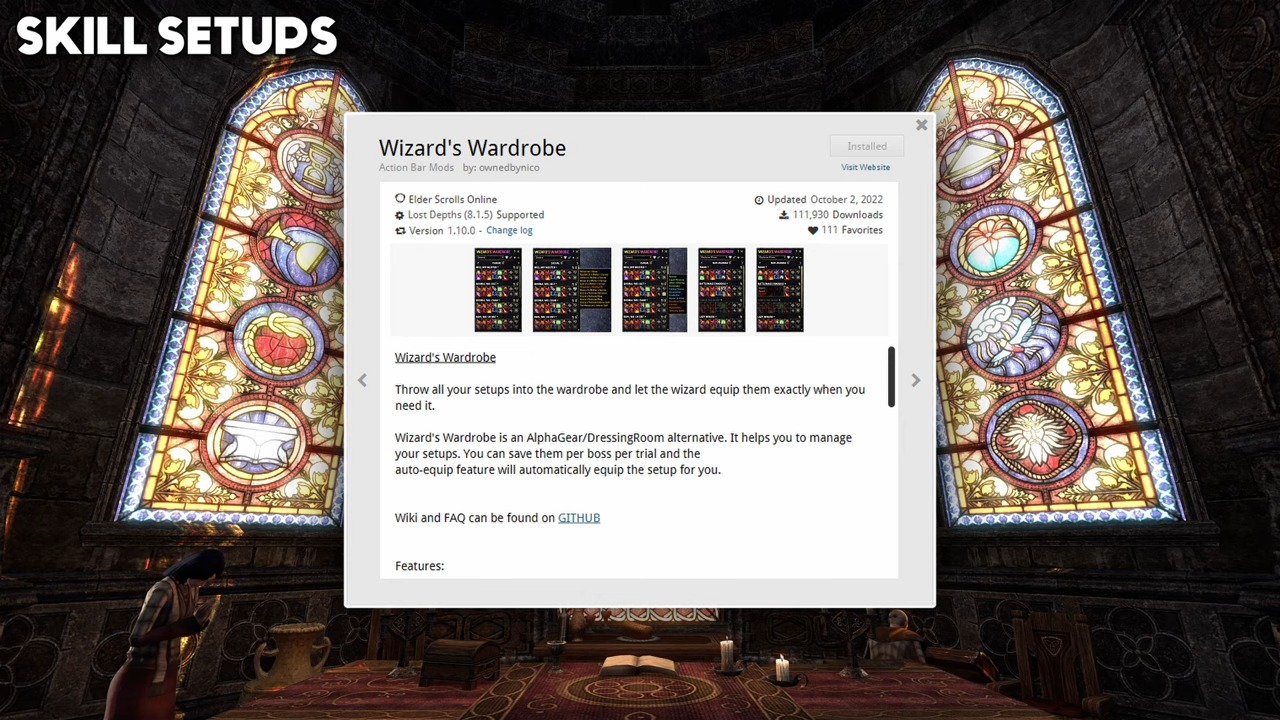 SKILL SETUPS
Wizard's Wardrobe
Installed
Action Bar Mods by: ownedbynico
Visit Website
Elder Scrolls Online
Updated October 2, 2022
Lost Depths (8.1.5) Supported
111,930 Downloads
Version 1.10.0 - Change log
111 Favorites
Wizard's Wardrobe
Throw all your setups into the wardrobe and let the wizard equip them exactly when you
need it.
Wizard's Wardrobe is an AlphaGear/DressingRoom alternative. It helps you to manage
your setups. You can save them per boss per trial and the
auto-equip feature will automatically equip the setup for you.
Wiki and FAQ can be found on GITHUB
Features: